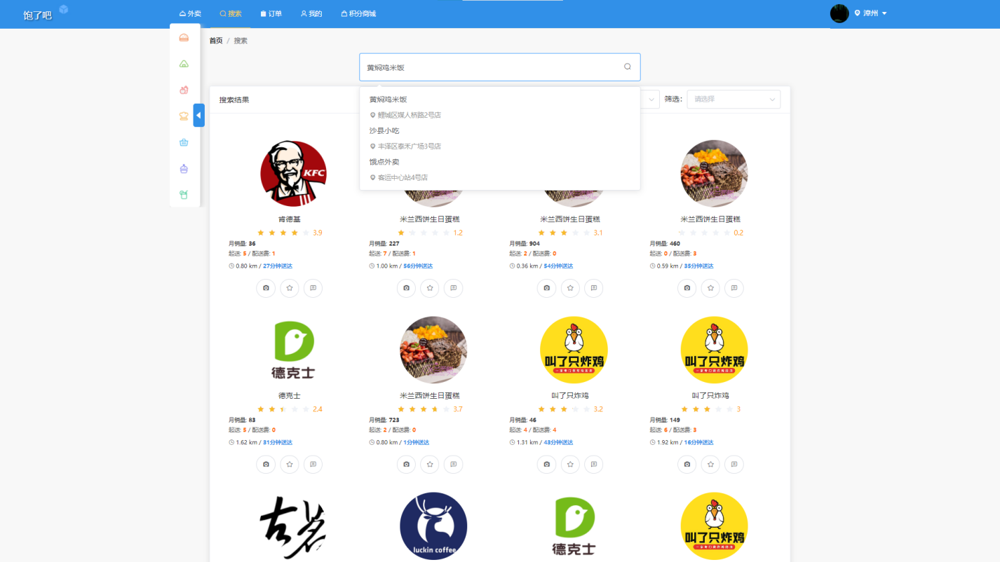 饱了吧
外卖 搜索 订单 我的 积分商城
漳州
首页 / 搜索
黄焖鸡米饭
搜索结果
筛选: 请选择
黄焖鸡米饭
鲤城区媒人桥路2号店
沙县小吃
丰泽区泰禾广场3号店
饿点外卖
客运中心站4号店
KFC
肯德基 米兰西饼生日蛋糕 米兰西饼生日蛋糕 米兰西饼生日蛋糕
3.9 1.2 3.1 0.2
月销量: 36 月销量: 227 月销量: 904 月销量: 460
起送: 5 / 配送费: 1 起送: 7 / 配送费: 1 起送: 2 / 配送费: 0 起送: 0 / 配送费: 3
0.80 km / 27分钟送达 1.00 km / 56分钟送达 0.36 km / 54分钟送达 0.59 km / 35分钟送达
德克士 叫了只炸鸡 叫了只炸鸡
德克士 米兰西饼生日蛋糕 叫了只炸鸡 叫了只炸鸡
2.4 3.7 3.2 3
月销量: 83 月销量: 723 月销量: 46 月销量: 149
起送: 5 / 配送费: 0 起送: 2 / 配送费: 0 起送: 4 / 配送费: 4 起送: 6 / 配送费: 3
1.62 km / 31分钟送达 0.80 km / 1分钟送达 1.31 km / 43分钟送达 1.92 km / 16分钟送达
古茗 luckin coffee 德克士 叫了只炸鸡